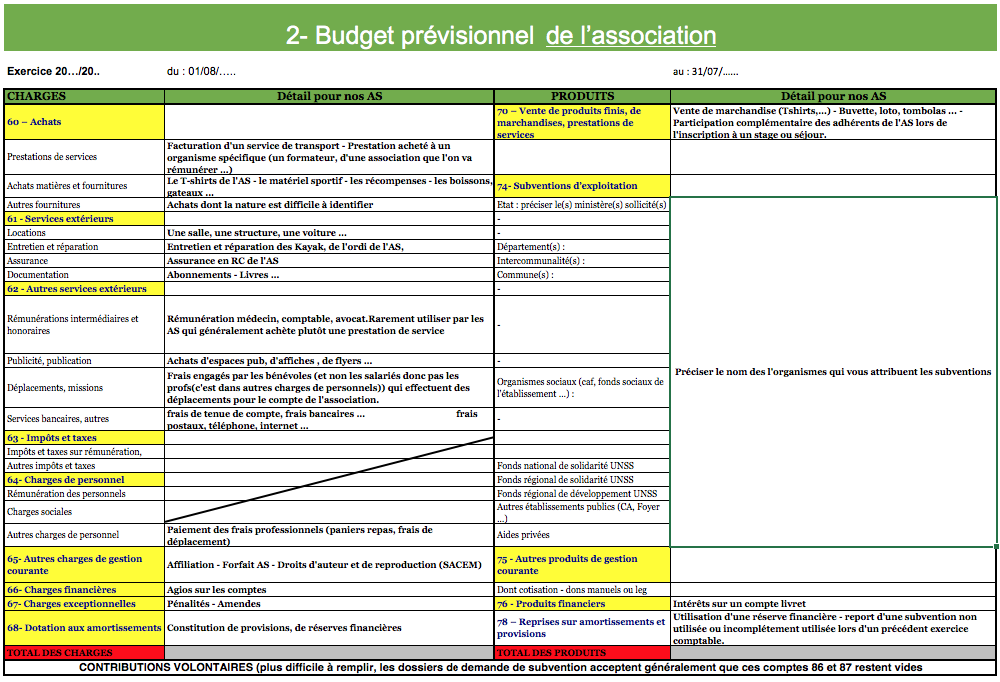 2- Budget prévisionnel de l'association
Exercice 20…/20.. du : 01/08/….. au : 31/07/……
CHARGES Détail pour nos AS PRODUITS Détail pour nos AS
60 – Achats
70 – Vente de produits finis, de
marchandises, prestations de
services
Vente de marchandise (Tshirts,…) - Buvette, loto, tombolas … -
Participation complémentaire des adhérents de l'AS lors de
l'inscription à un stage ou séjour.
Prestations de services
Facturation d'un service de transport - Prestation acheté à un
organisme spécifique (un formateur, d'une association que l'on va
rémunérer …)
Achats matières et fournitures
Le T-shirts de l'AS - le matériel sportif - les récompenses - les boissons,
gateaux …
74- Subventions d'exploitation
Autres fournitures
Achats dont la nature est difficile à identifier
Etat : préciser le(s) ministère(s) sollicité(s)
61 - Services extérieurs
-
Locations
Une salle, une structure, une voiture …
-
Entretien et réparation
Entretien et réparation des Kayak, de l'ordi de l'AS,
Département(s) :
Assurance
Assurance en RC de l'AS
Intercommunalité(s) :
Documentation
Abonnements - Livres …
Commune(s) :
62 - Autres services extérieurs
-
Rémunérations intermédiaires et
honoraires
Rémunération médecin, comptable, avocat.Rarement utiliser par les
AS qui généralement achète plutôt une prestation de service
-
Publicité, publication
Achats d'espaces pub, d'affiches , de flyers …
-
Préciser le nom des l'organismes qui vous attribuent les subventions
Déplacements, missions
Frais engagés par les bénévoles (et non les salariés donc pas les
profs(c'est dans autres charges de personnels)) qui effectuent des
déplacements pour le compte de l'association.
Organismes sociaux (caf, fonds sociaux de
l'établissement …) :
Services bancaires, autres
frais de tenue de compte, frais bancaires … frais
postaux, téléphone, internet …
-
63 - Impôts et taxes
Impôts et taxes sur rémunération,
Autres impôts et taxes
Fonds national de solidarité UNSS
64- Charges de personnel
Fonds régional de solidarité UNSS
Rémunération des personnels
Fonds régional de développement UNSS
Charges sociales
Autres établissements publics (CA, Foyer
…)
Autres charges de personnel
Paiement des frais professionnels (paniers repas, frais de
déplacement)
Aides privées
65- Autres charges de gestion
courante
Affiliation - Forfait AS - Droits d'auteur et de reproduction (SACEM)
75 - Autres produits de gestion
courante
66- Charges financières
Agios sur les comptes
Dont cotisation - dons manuels ou leg
67- Charges exceptionnelles
Pénalités - Amendes
76 - Produits financiers
Intérêts sur un compte livret
68- Dotation aux amortissements
Constitution de provisions, de réserves financières
78 – Reprises sur amortissements et
provisions
Utilisation d'une réserve financière - report d'une subvention non
utilisée ou incomplétement utilisée lors d'un précédent exercice
comptable.
TOTAL DES CHARGES
TOTAL DES PRODUITS
CONTRIBUTIONS VOLONTAIRES (plus difficile à remplir, les dossiers de demande de subvention acceptent généralement que ces comptes 86 et 87 restent vides